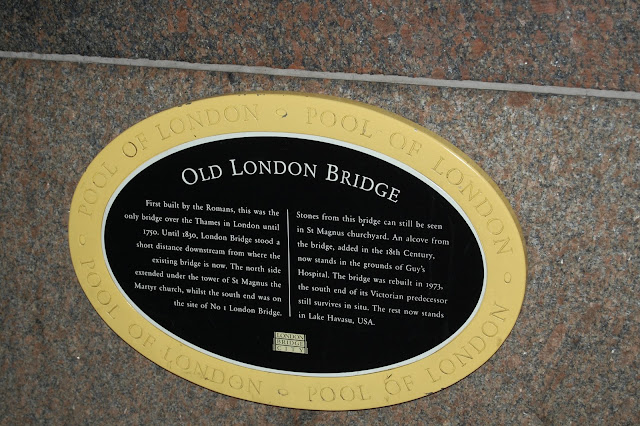 POOL OF LONDON • POOL OF LONDON •
OLD LONDON BRIDGE
First built by the Romans, this was the
only bridge over the Thames in London until
1750. Until 1830, London Bridge stood a
short distance downstream from where the
existing bridge is now. The north side
extended under the tower of St Magnus the
Martyr church, whilst the south end was on
the site of No 1 London Bridge.
Stones from this bridge can still be seen
in St Magnus churchyard. An alcove from
the bridge, added in the 18th Century,
now stands in the grounds of Guy's
Hospital. The bridge was rebuilt in 1973,
the south end of its Victorian predecessor
still survives in situ. The rest now stands
in Lake Havasu, USA.
LONDON
BRIDGE
CITY
POOL OF LONDON • POOL OF LONDON